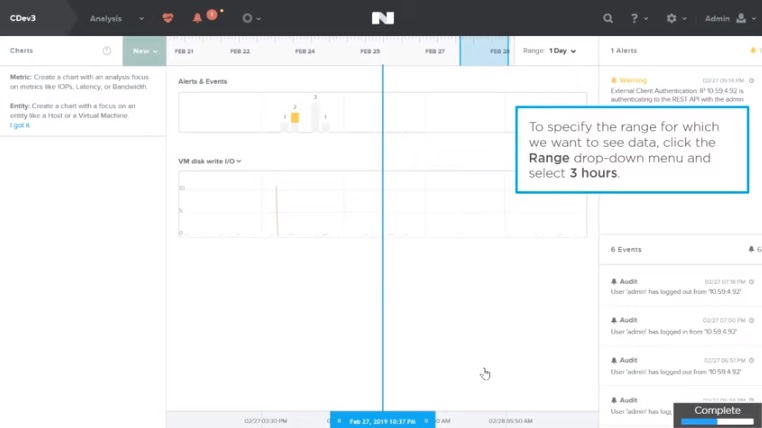 CDev3
Analysis
1
?
Admin
Charts
?
New
FEB 21
FEB 22
FEB 24
FEB 25
FEB 27
FEB 28
Range: 1 Day
1 Alerts
1
Metric: Create a chart with an analysis focus
on metrics like IOPs, Latency, or Bandwidth.
Entity: Create a chart with a focus on an
entity like a Host or a Virtual Machine.
I got it
Alerts & Events
1
2
3
1
VM disk write I/O
10
5
0
Warning
02/27 06:14 PM
External Client Authentication: IP 10.59.4.92 is
authenticating to the REST API with the admin
To specify the range for which
we want to see data, click the
Range drop-down menu and
select 3 hours.
6 Events
6
Audit
02/27 07:18 PM
User 'admin' has logged out from '10.59.4.92'
Audit
02/27 07:00 PM
User 'admin' has logged in from '10.59.4.92'
Audit
02/27 06:51 PM
User 'admin' has logged out from '10.59.4.92'
Audit
User 'admin' has logg
Complete
02/27 03:30 PM
Feb 27, 2019 10:37 PM
AM
02/28 05:50 AM